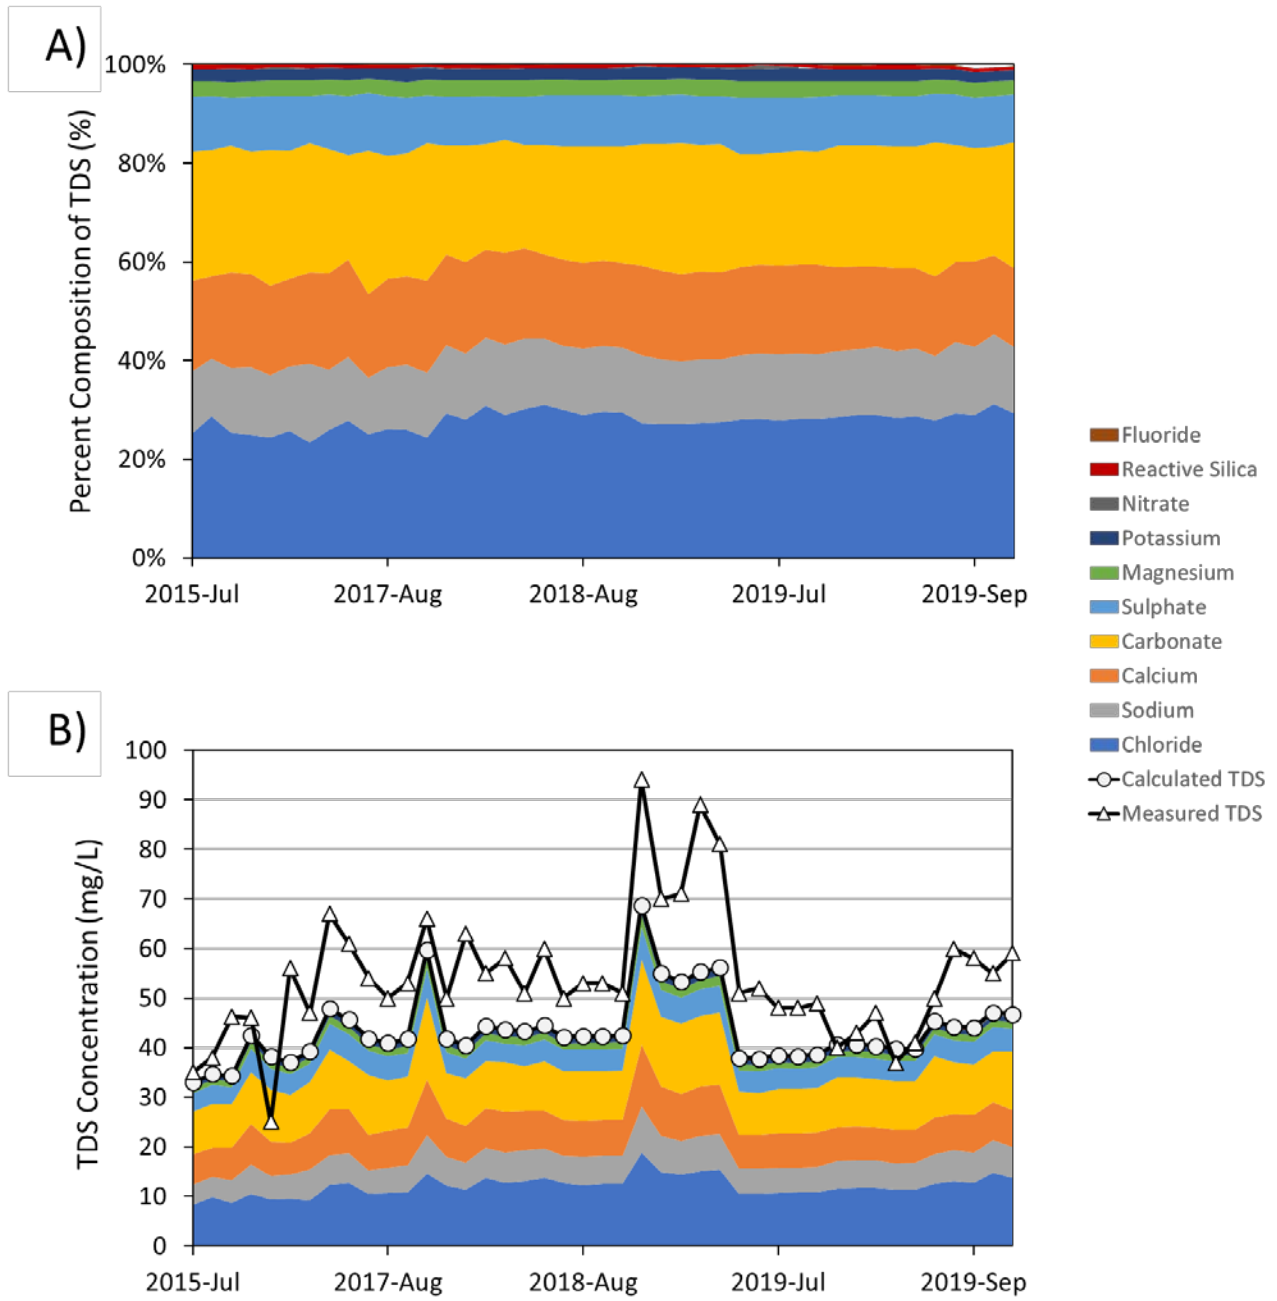 A)
Percent Composition of TDS (%)
100%
80%
60%
40%
20%
0%
2015-Jul 2017-Aug 2018-Aug 2019-Jul 2019-Sep
Fluoride
Reactive Silica
Nitrate
Potassium
Magnesium
Sulphate
Carbonate
Calcium
Sodium
Chloride
Calculated TDS
Measured TDS
B)
TDS Concentration (mg/L)
100
90
80
70
60
50
40
30
20
10
0
2015-Jul 2017-Aug 2018-Aug 2019-Jul 2019-Sep